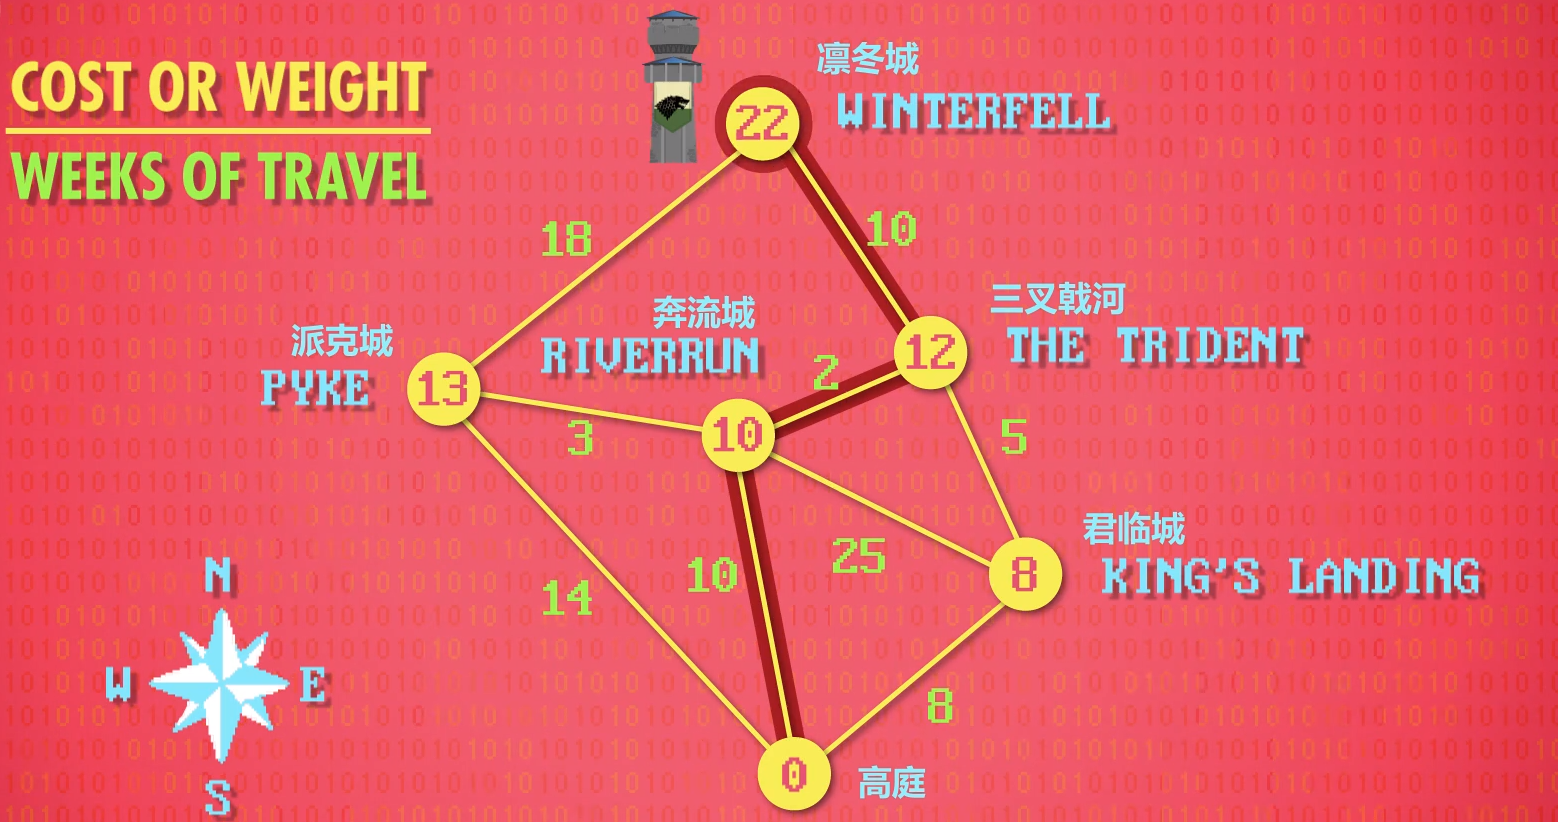 COST OR WEIGHT
WEEKS OF TRAVEL
凛冬城
WINTERFELL
22
18
10
派克城
PYKE
13
奔流城
RIVERRUN
三叉戟河
THE TRIDENT
12
2
3
10
5
君临城
KING'S LANDING
8
25
10
14
8
0
高庭
N
W
E
S